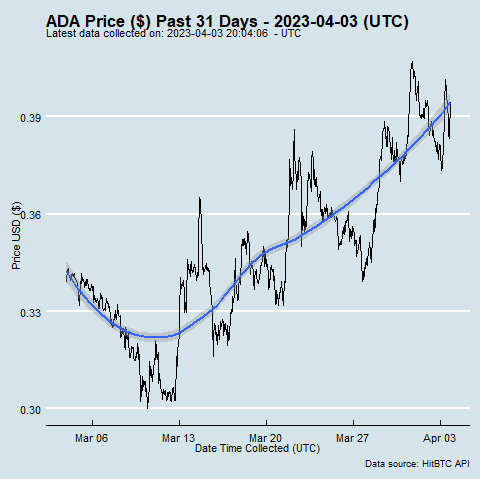 ADA Price ($) Past 31 Days - 2023-04-03 (UTC)
Latest data collected on: 2023-04-03 20:04:06 - UTC
0.39
0.36
0.33
0.30
Price USD ($)
Mar 06 Mar 13 Mar 20 Mar 27 Apr 03
Date Time Collected (UTC)
Data source: HitBTC API